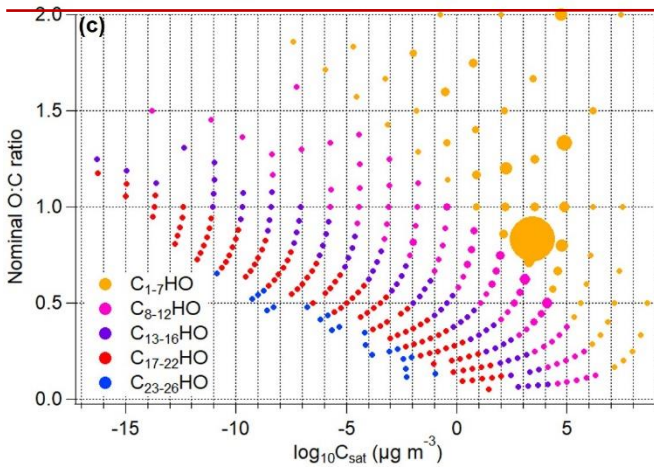 (c)
2.0
1.5
1.0
0.5
0.0
Nominal O:C ratio
C1-7HO
C8-12HO
C13-16HO
C17-22HO
C23-26HO
-15 -10 -5 0 5
log10Csat (µg m-3)